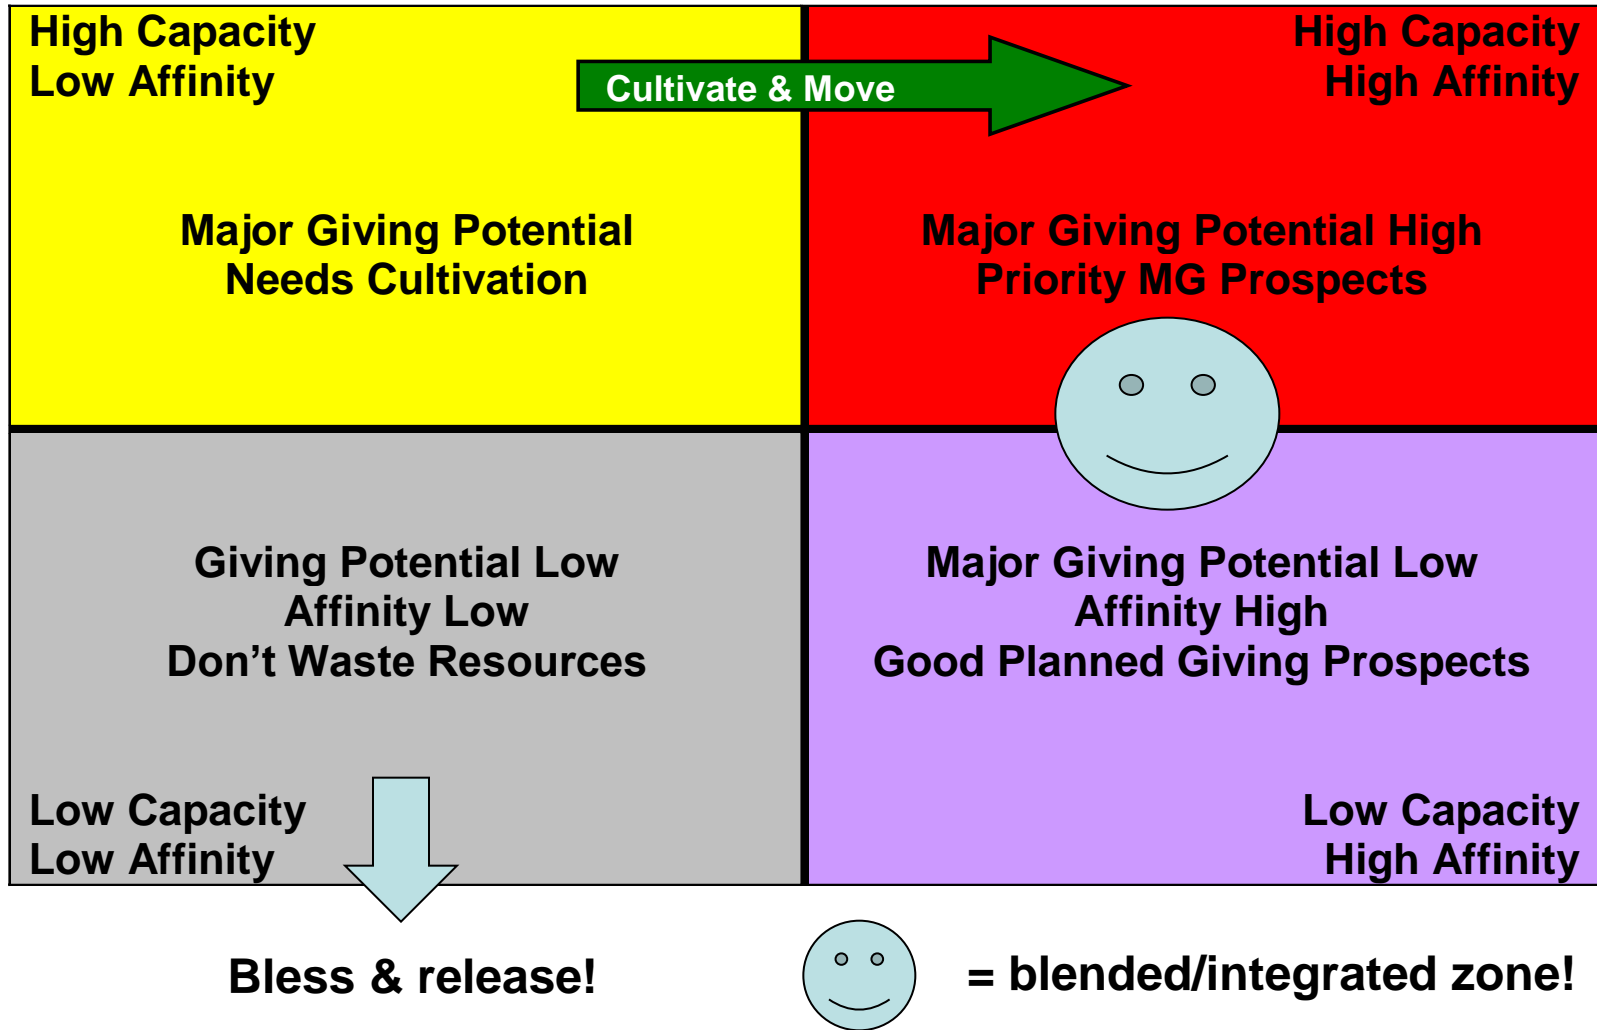 High Capacity
Low Affinity
Cultivate & Move
High Capacity
High Affinity
Major Giving Potential
Needs Cultivation
Major Giving Potential High
Priority MG Prospects
Giving Potential Low
Affinity Low
Don’t Waste Resources
Major Giving Potential Low
Affinity High
Good Planned Giving Prospects
Low Capacity
Low Affinity
Low Capacity
High Affinity
Bless & release!
= blended/integrated zone!